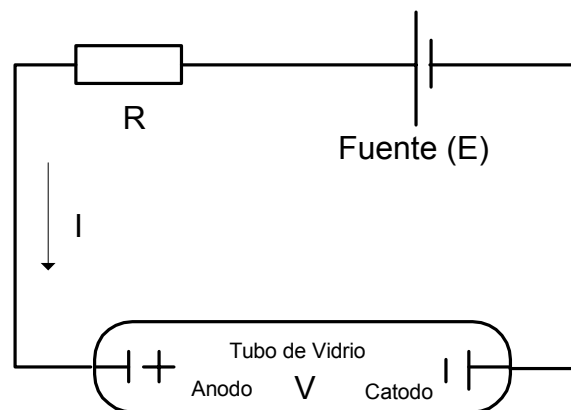 R
Fuente (E)
I
Tubo de Vidrio
Anodo V Catodo